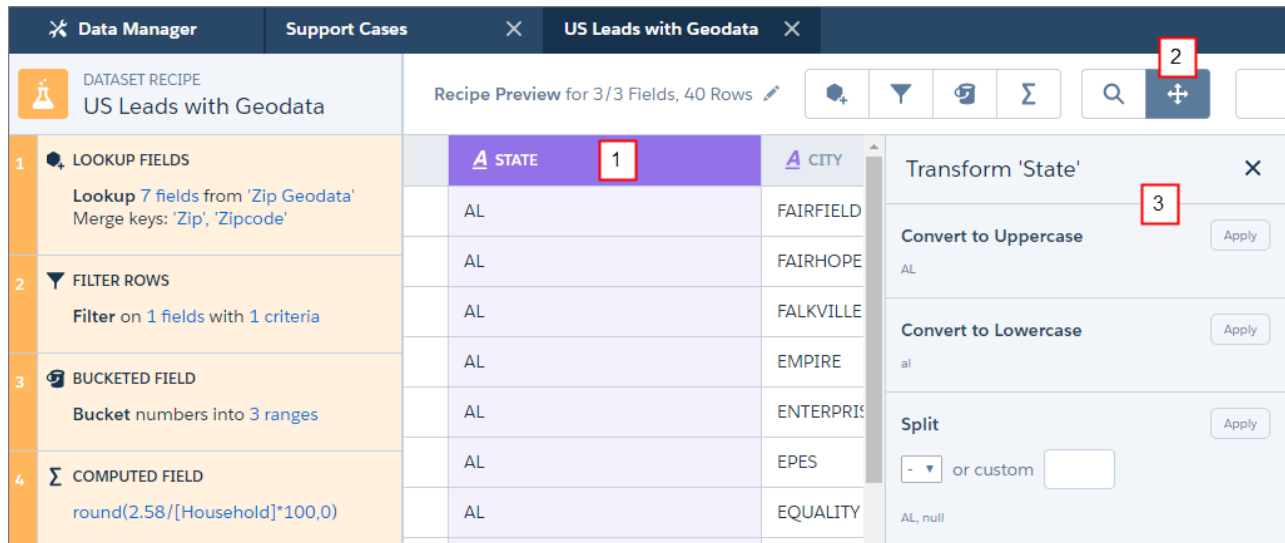 Data Manager
Support Cases
US Leads with Geodata
2
DATASET RECIPE
US Leads with Geodata
Recipe Preview for 3/3 Fields, 40 Rows
1
LOOKUP FIELDS
Lookup 7 fields from 'Zip Geodata'
Merge keys: 'Zip', 'Zipcode'
2
FILTER ROWS
Filter on 1 fields with 1 criteria
3
BUCKETED FIELD
Bucket numbers into 3 ranges
4
COMPUTED FIELD
round(2.58/[Household]*100,0)
A STATE 1 A CITY
AL FAIRFIELD
AL FAIRHOPE
AL FALKVILLE
AL EMPIRE
AL ENTERPRIS
AL EPES
AL EQUALITY
Transform 'State'
3
Convert to Uppercase Apply
AL
Convert to Lowercase Apply
al
Split Apply
- or custom
AL, null